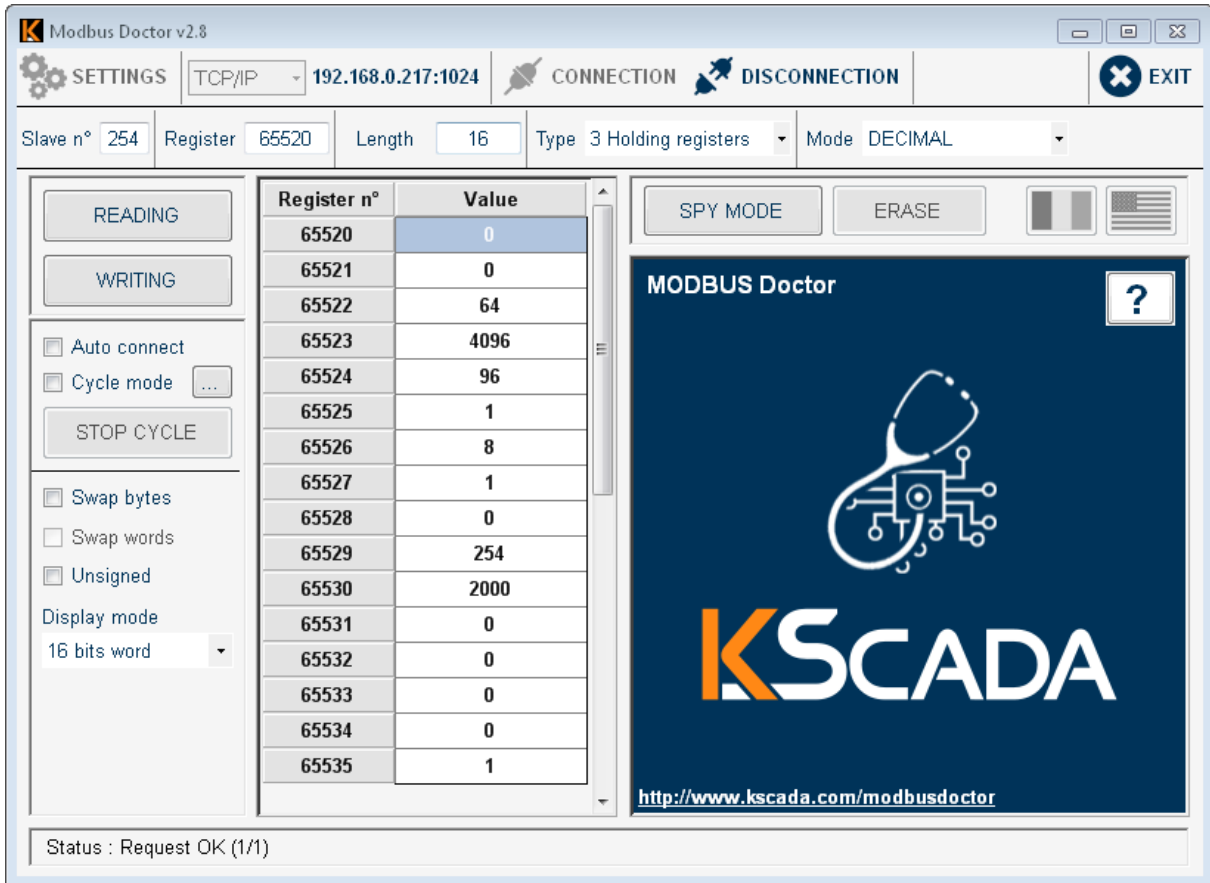 Modbus Doctor v2.8
SETTINGS TCP/IP 192.168.0.217:1024 CONNECTION DISCONNECTION EXIT
Slave n° 254 Register 65520 Length 16 Type 3 Holding registers Mode DECIMAL
READING
WRITING
Auto connect
Cycle mode ...
STOP CYCLE
Swap bytes
Swap words
Unsigned
Display mode
16 bits word
Register n° Value
65520 0
65521 0
65522 64
65523 4096
65524 96
65525 1
65526 8
65527 1
65528 0
65529 254
65530 2000
65531 0
65532 0
65533 0
65534 0
65535 1
SPY MODE ERASE
MODBUS Doctor ?
KSCADA
http://www.kscada.com/modbusdoctor
Status : Request OK (1/1)